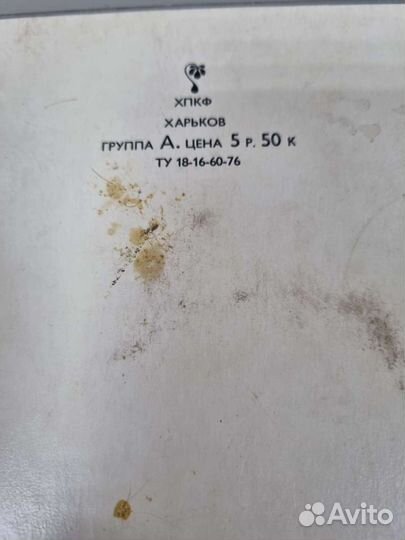 ХПКФ
ХАРЬКОВ
ГРУППА А. ЦЕНА 5 Р. 50 К
ТУ 18-16-60-76
Avito